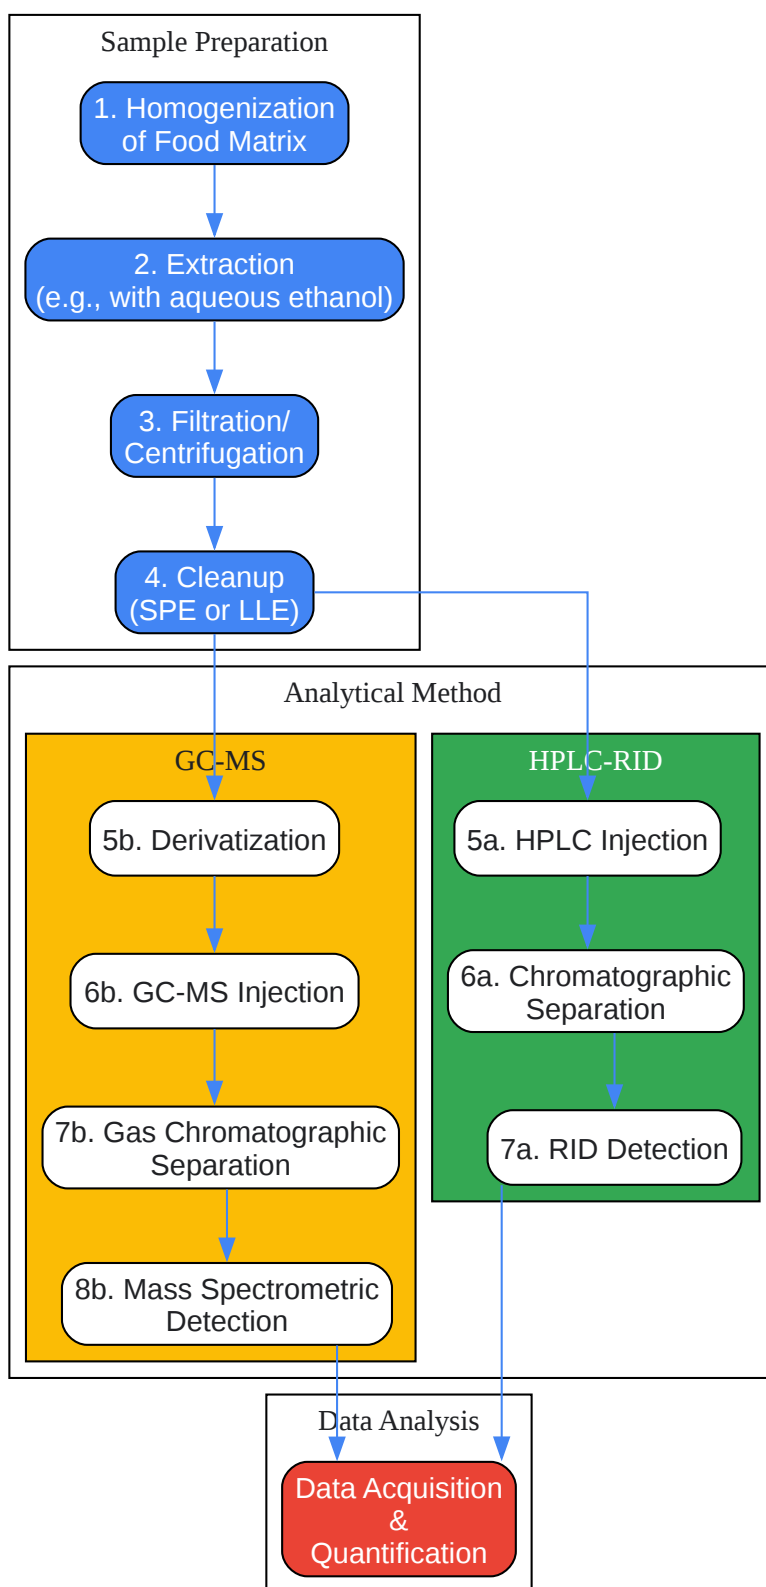 Sample Preparation
1. Homogenization
of Food Matrix
2. Extraction
(e.g., with aqueous ethanol)
3. Filtration/
Centrifugation
4. Cleanup
(SPE or LLE)
Analytical Method
GC-MS
5b. Derivatization
6b. GC-MS Injection
7b. Gas Chromatographic
Separation
8b. Mass Spectrometric
Detection
HPLC-RID
5a. HPLC Injection
6a. Chromatographic
Separation
7a. RID Detection
Data Analysis
Data Acquisition
&
Quantification